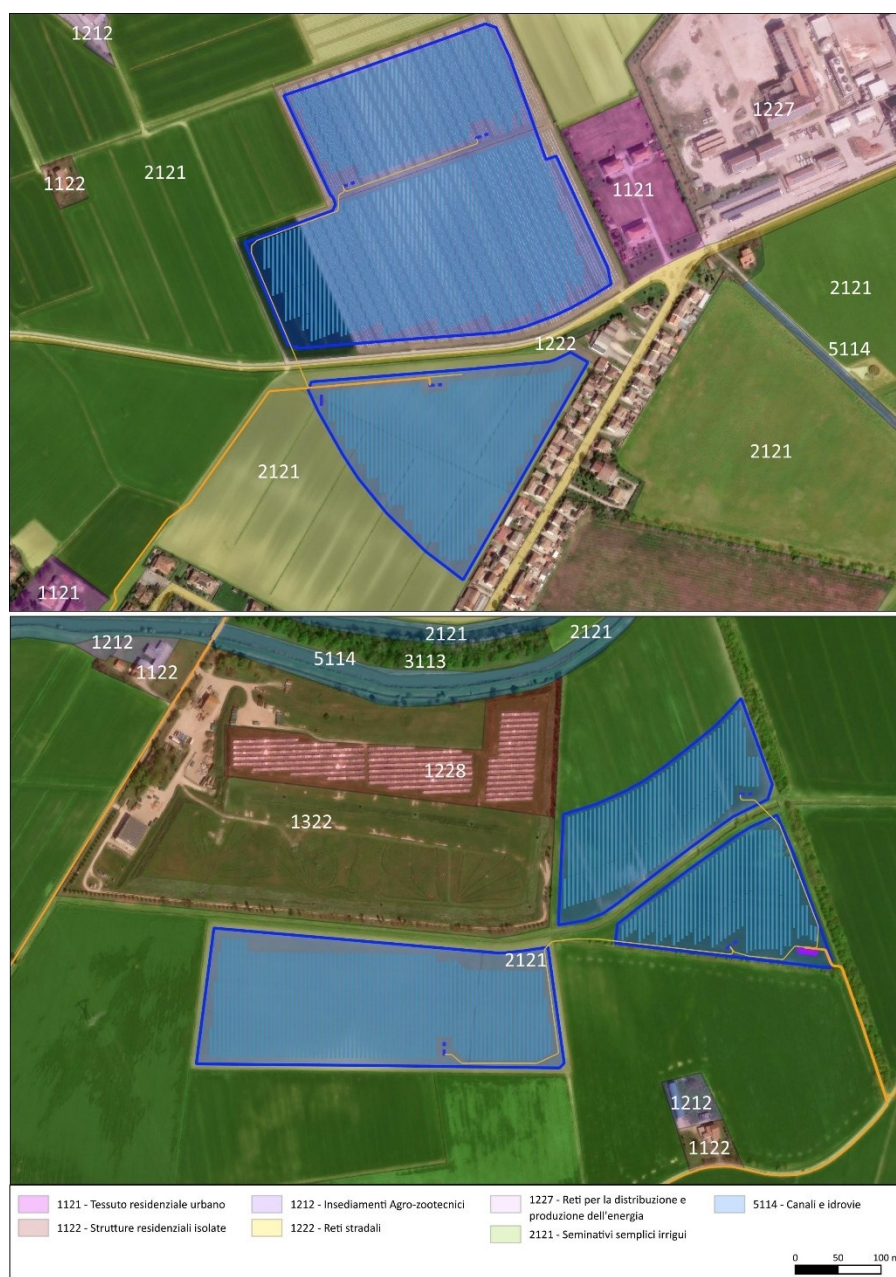 1212
1227
2121
1122
1121
2121
1222
5114
2121
2121
1121
2121
2121
1212
5114
3113
1122
1228
1322
2121
1212
1122
1121 - Tessuto residenziale urbano
1212 - Insediamenti Agro-zootecnici
1227 - Reti per la distribuzione e
produzione dell'energia
5114 - Canali e idrovie
1122 - Strutture residenziali isolate
1222 - Reti stradali
2121 - Seminativi semplici irrigui
0 50 100 m